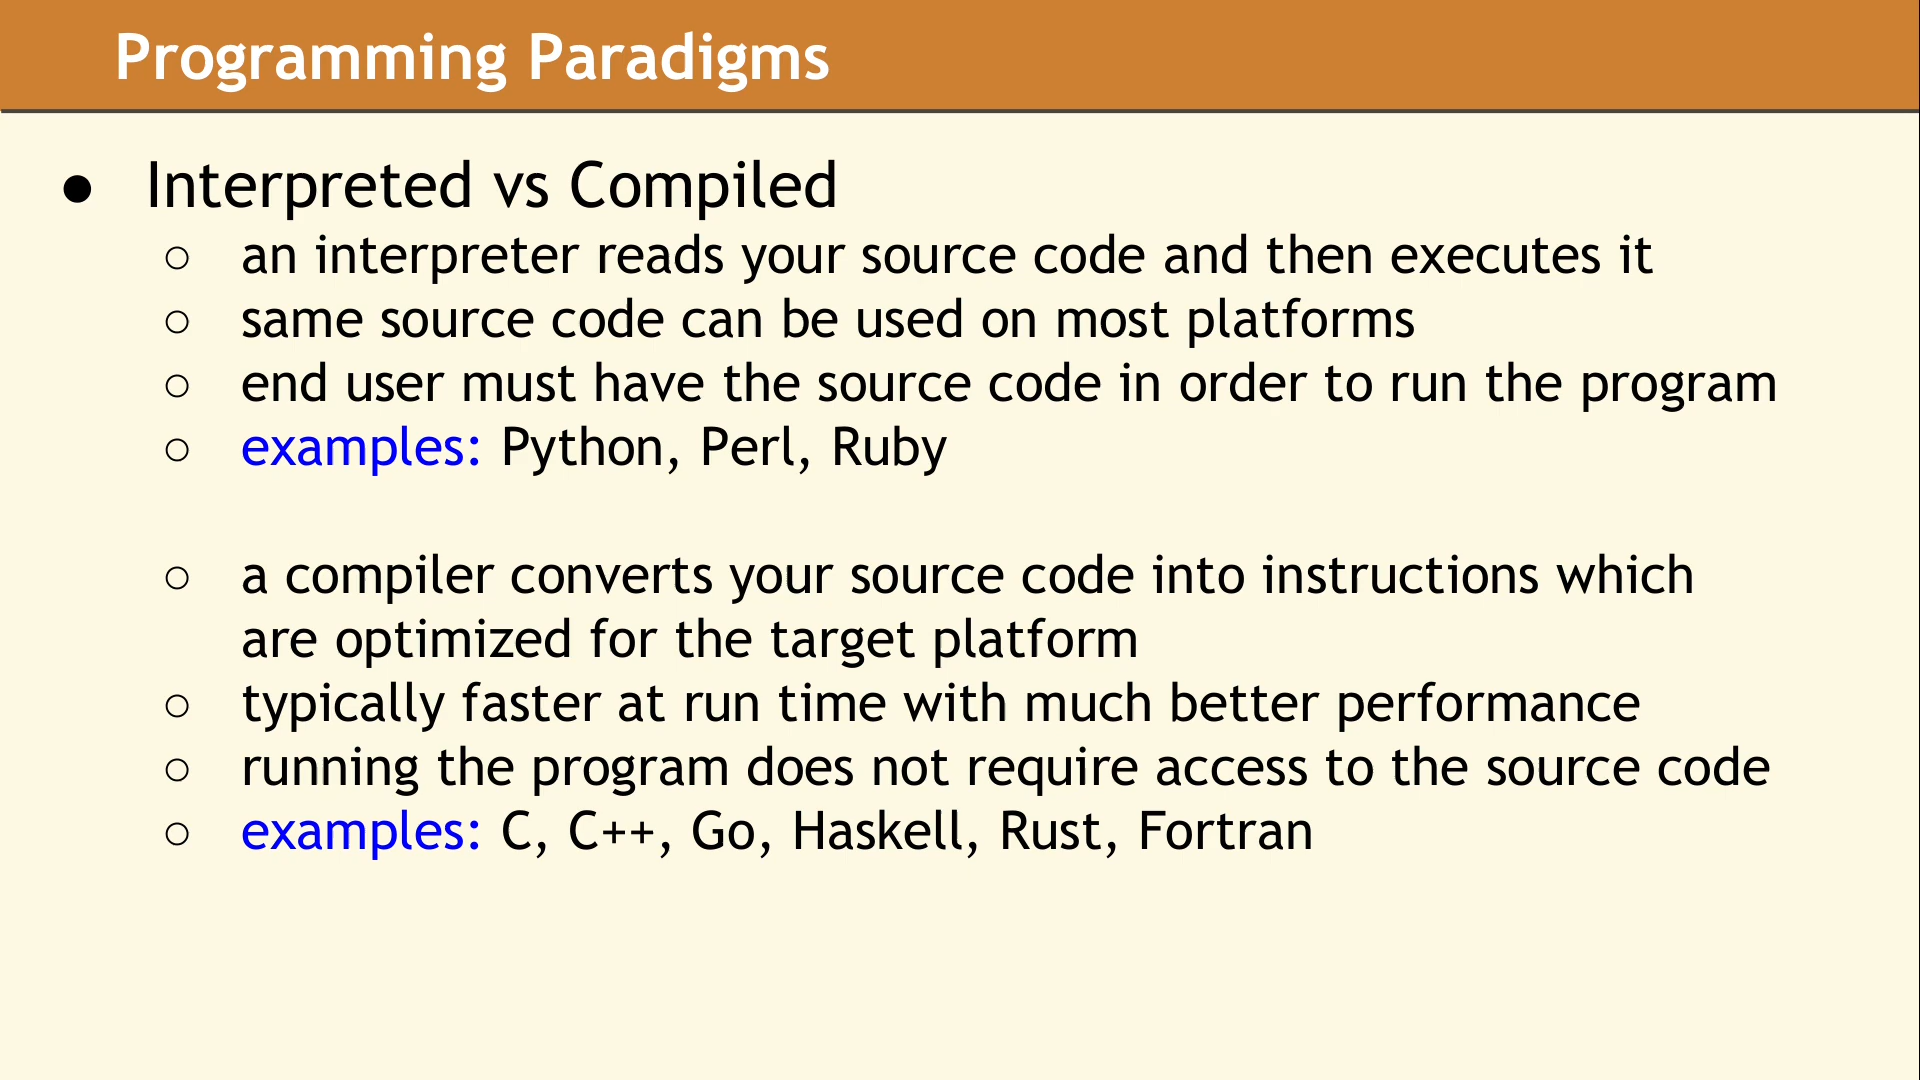 Programming Paradigms
● Interpreted vs Compiled
○ an interpreter reads your source code and then executes it
○ same source code can be used on most platforms
○ end user must have the source code in order to run the program
○ examples: Python, Perl, Ruby
○ a compiler converts your source code into instructions which
are optimized for the target platform
○ typically faster at run time with much better performance
○ running the program does not require access to the source code
○ examples: C, C++, Go, Haskell, Rust, Fortran